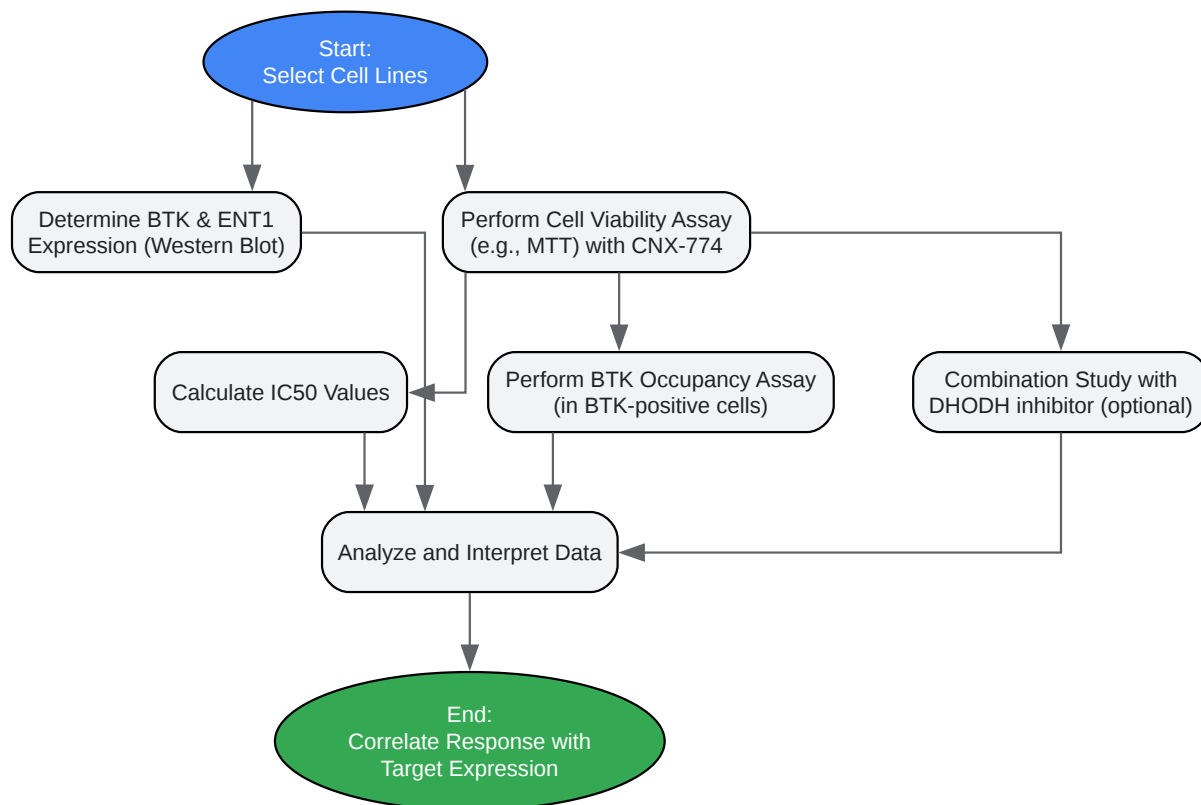 Start:
Select Cell Lines
Determine BTK & ENT1
Expression (Western Blot)
Perform Cell Viability Assay
(e.g., MTT) with CNX-774
Calculate IC50 Values
Perform BTK Occupancy Assay
(in BTK-positive cells)
Combination Study with
DHODH inhibitor (optional)
Analyze and Interpret Data
End:
Correlate Response with
Target Expression